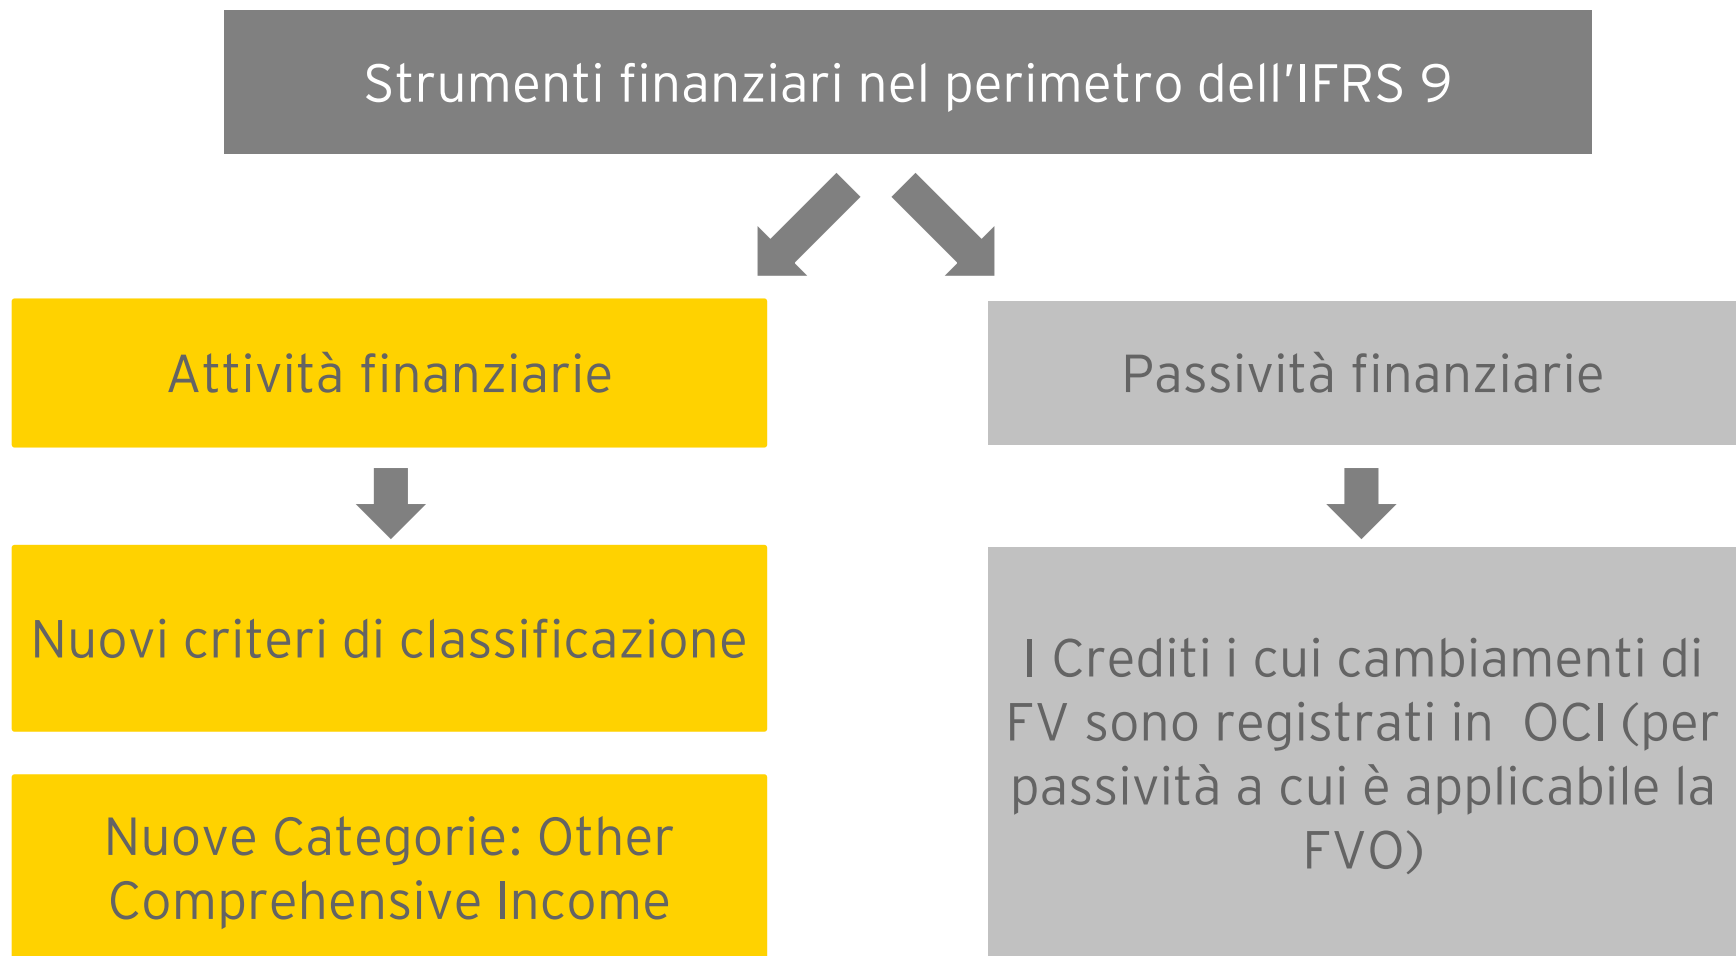 Strumenti finanziari nel perimetro dell'IFRS 9
Attività finanziarie
Passività finanziarie
Nuovi criteri di classificazione
Nuove Categorie: Other
Comprehensive Income
I Crediti i cui cambiamenti di
FV sono registrati in OCI (per
passività a cui è applicabile la
FVO)